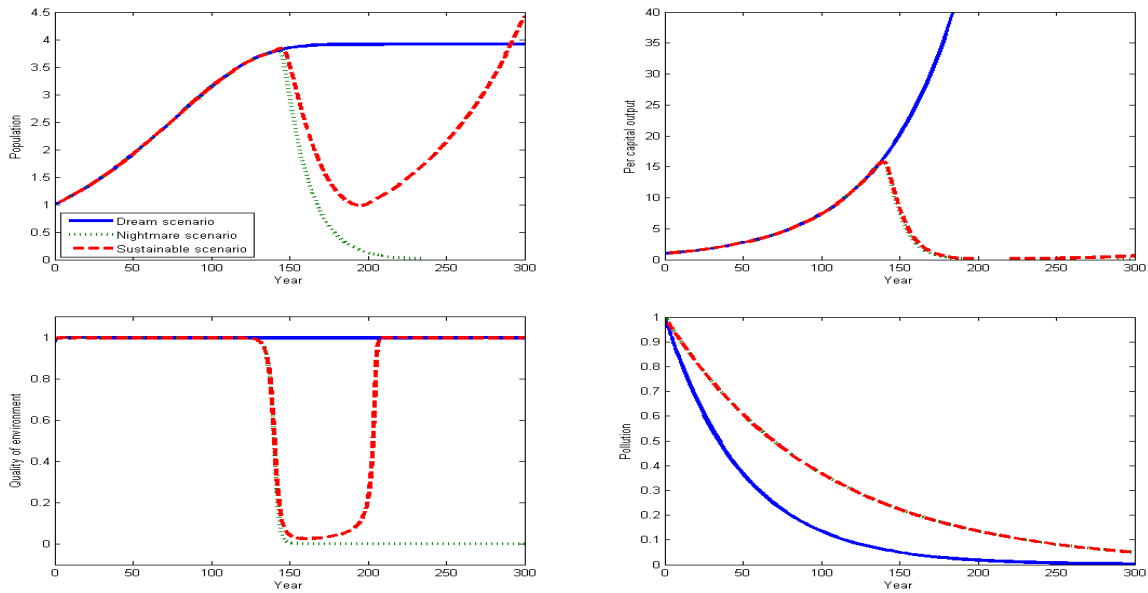 4.5
4
3.5
3
2.5
2
1.5
1
0.5
0
Population
Dream scenario
Nightmare scenario
Sustainable scenario
0 50 100 150 200 250 300
Year
40
35
30
25
20
15
10
5
0
Per capital output
0 50 100 150 200 250 300
Year
1
0.8
0.6
0.4
0.2
0
Quality of environment
0 50 100 150 200 250 300
Year
1
0.9
0.8
0.7
0.6
0.5
0.4
0.3
0.2
0.1
0
Pollution
0 50 100 150 200 250 300
Year